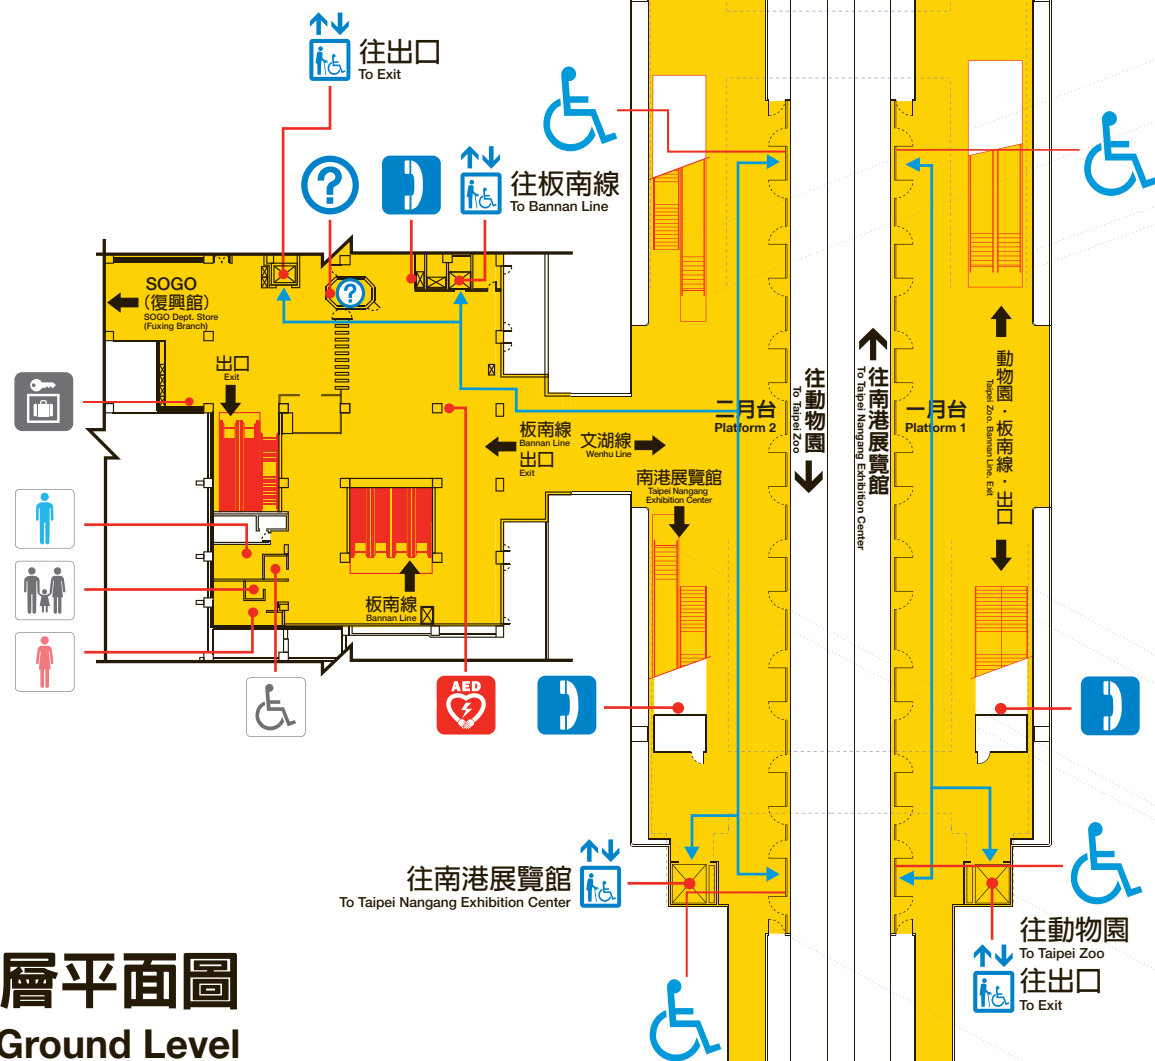 往出口
To Exit
往板南線
To Bannan Line
?
SOGO
(復興館)
SOGO Dept. Store
(Fuxing Branch)
?
出口
Exit
板南線
Bannan Line
出口
Exit
文湖線
Wenhu Line
二月台
Platform 2
往動物園
To Taipei Zoo
往南港展覽館
To Taipei Nangang Exhibition Center
一月台
Platform 1
動物園・板南線・出口
Taipei Zoo. Bannan Line. Exit
南港展覽館
Taipei Nangang
Exhibition Center
板南線
Bannan Line
AED
往南港展覽館
To Taipei Nangang Exhibition Center
往動物園
To Taipei Zoo
往出口
To Exit
層平面圖
Ground Level